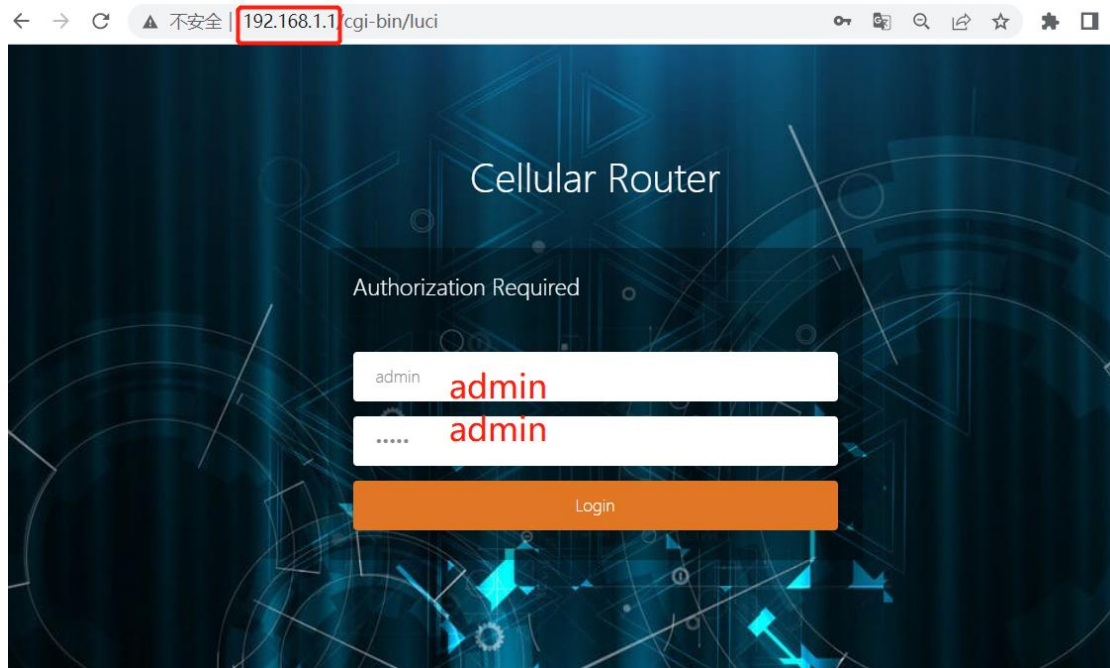 不安全 | 192.168.1.1/cgi-bin/luci
Cellular Router
Authorization Required
admin admin
••••• admin
Login